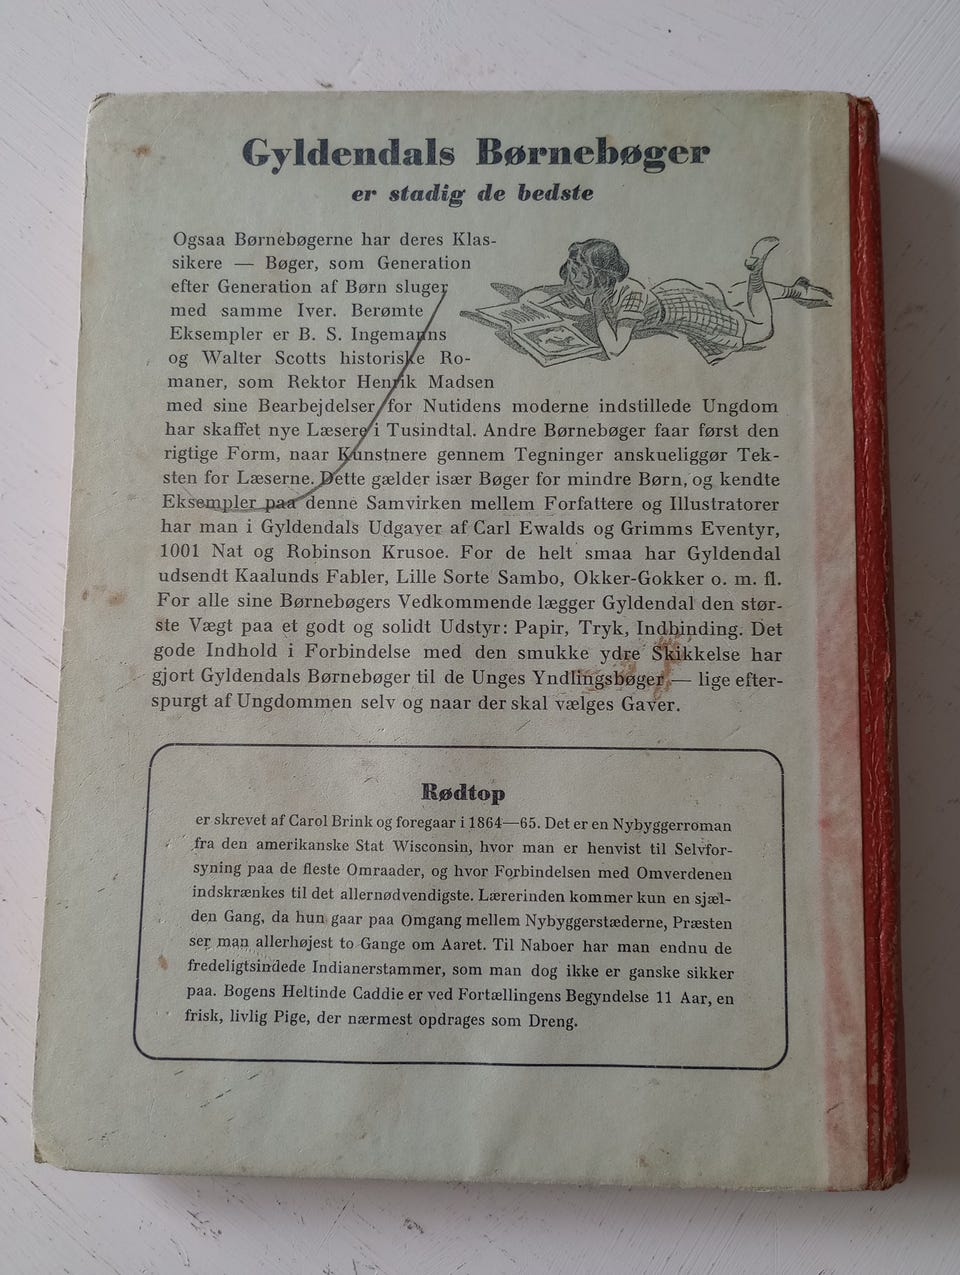 Gyldendals Børnebøger
er stadig de bedste
Ogsaa Børnebøgerne har deres Klas-
sikere — Bøger, som Generation
efter Generation af Børn sluger
med samme Iver. Berømte
Eksempler er B. S. Ingemanns
og Walter Scotts historiske Ro-
maner, som Rektor Henrik Madsen
med sine Bearbejdelser for Nutidens moderne indstillede Ungdom
har skaffet nye Læsere i Tusindtal. Andre Børnebøger faar først den
rigtige Form, naar Kunstnere gennem Tegninger anskueliggør Tek-
sten for Læserne. Dette gælder især Bøger for mindre Børn, og kendte
Eksempler paa denne Samvirken mellem Forfattere og Illustratorer
har man i Gyldendals Udgaver af Carl Ewalds og Grimms Eventyr,
1001 Nat og Robinson Krusoe. For de helt smaa har Gyldendal
udsendt Kaalunds Fabler, Lille Sorte Sambo, Okker-Gokker o. m. fl.
For alle sine Børnebøgers Vedkommende lægger Gyldendal den stør-
ste Vægt paa et godt og solidt Udstyr: Papir, Tryk, Indbinding. Det
gode Indhold i Forbindelse med den smukke ydre Skikkelse har
gjort Gyldendals Børnebøger til de Unges Yndlingsbøger — lige efter-
spurgt af Ungdommen selv og naar der skal vælges Gaver.
Rødtop
er skrevet af Carol Brink og foregaar i 1864—65. Det er en Nybyggerroman
fra den amerikanske Stat Wisconsin, hvor man er henvist til Selvfor-
syning paa de fleste Omraader, og hvor Forbindelsen med Omverdenen
indskrænkes til det allernødvendigste. Lærerinden kommer kun en sjæl-
den Gang, da hun gaar paa Omgang mellem Nybyggerstæderne, Præsten
ser man allerhøjest to Gange om Aaret. Til Naboer har man endnu de
fredeligtsindede Indianerstammer, som man dog ikke er ganske sikker
paa. Bogens Heltinde Caddie er ved Fortællingens Begyndelse 11 Aar, en
frisk, livlig Pige, der nærmest opdrages som Dreng.